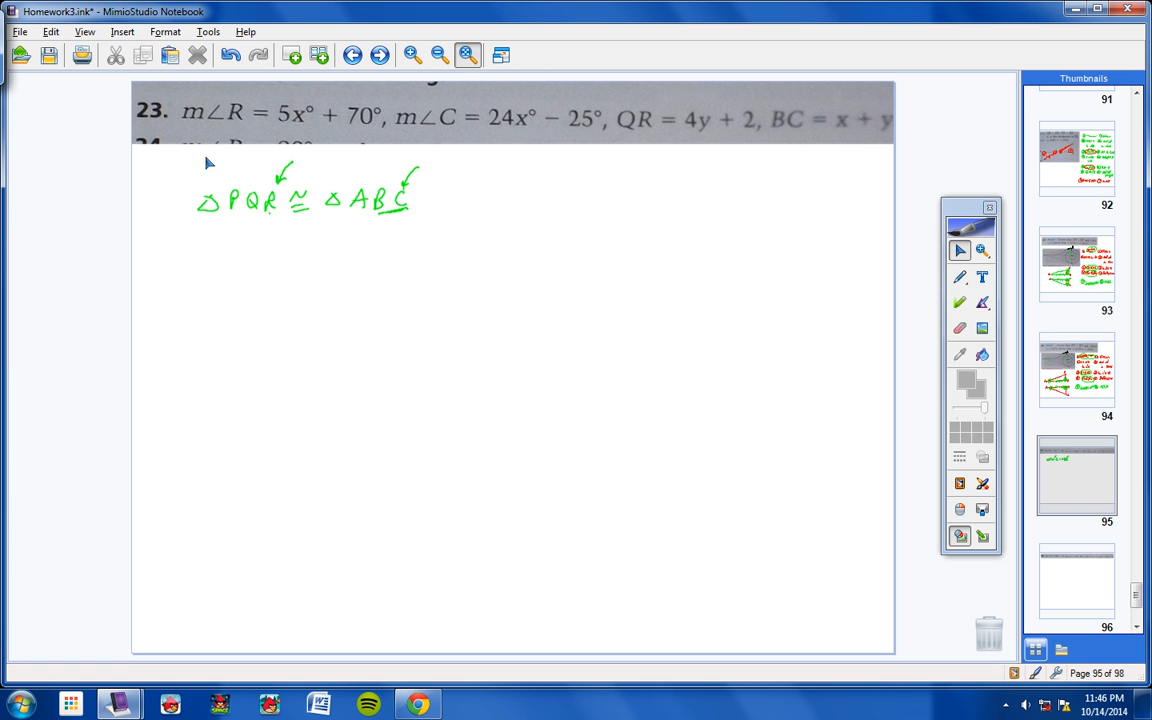 Homework3.ink* - MimioStudio Notebook
File Edit View Insert Format Tools Help
Thumbnails
23. m∠R = 5x° + 70°, m∠C = 24x° − 25°, QR = 4y + 2, BC = x + y
△PQR ≅ △ABC
91
92
93
94
95
96
Page 95 of 98
11:46 PM
10/14/2014